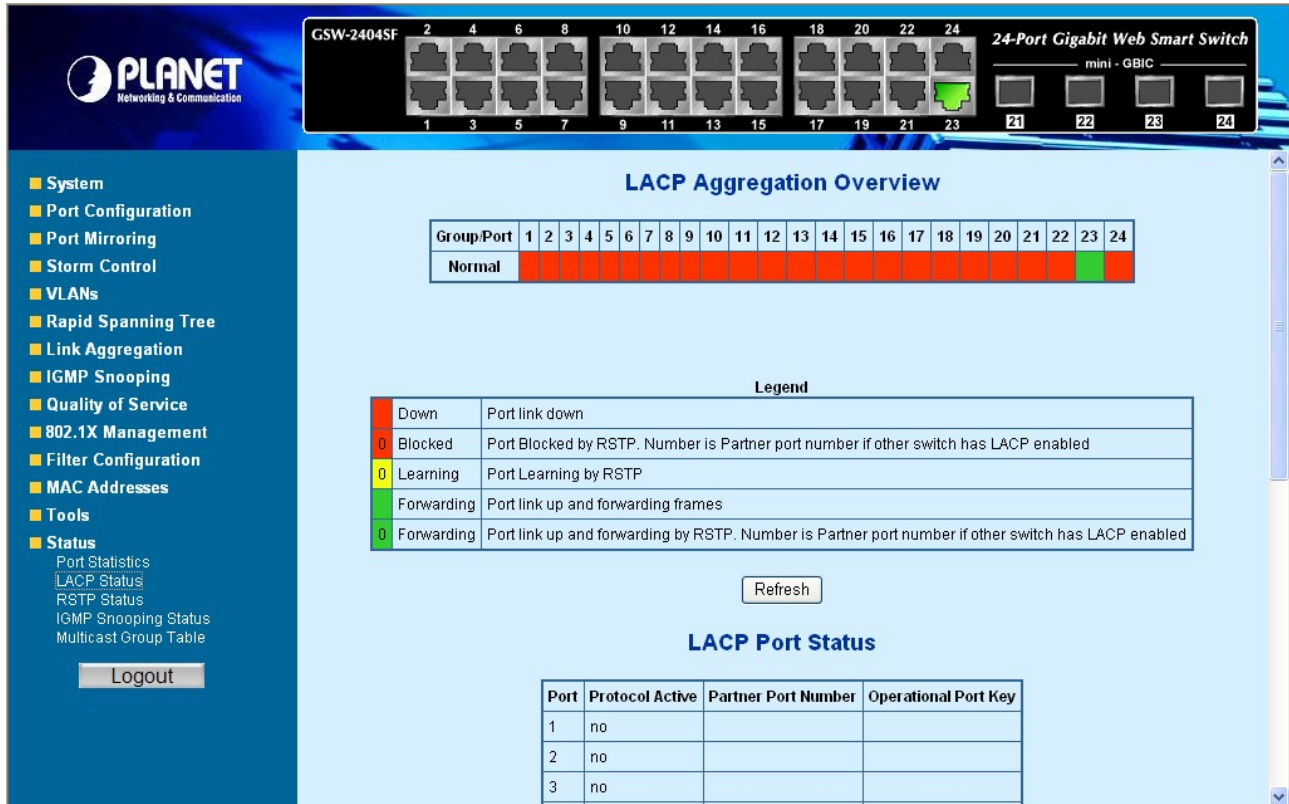 PLANET
Networking & Communication
GSW-2404SF
2 4 6 8 10 12 14 16 18 20 22 24
24-Port Gigabit Web Smart Switch
mini - GBIC
1 3 5 7 9 11 13 15 17 19 21 23
21 22 23 24
System
Port Configuration
Port Mirroring
Storm Control
VLANs
Rapid Spanning Tree
Link Aggregation
IGMP Snooping
Quality of Service
802.1X Management
Filter Configuration
MAC Addresses
Tools
Status
Port Statistics
LACP Status
RSTP Status
IGMP Snooping Status
Multicast Group Table
Logout
LACP Aggregation Overview
Group/Port 1 2 3 4 5 6 7 8 9 10 11 12 13 14 15 16 17 18 19 20 21 22 23 24
Normal
Legend
Down Port link down
0 Blocked Port Blocked by RSTP. Number is Partner port number if other switch has LACP enabled
0 Learning Port Learning by RSTP
Forwarding Port link up and forwarding frames
0 Forwarding Port link up and forwarding by RSTP. Number is Partner port number if other switch has LACP enabled
Refresh
LACP Port Status
Port Protocol Active Partner Port Number Operational Port Key
1 no
2 no
3 no